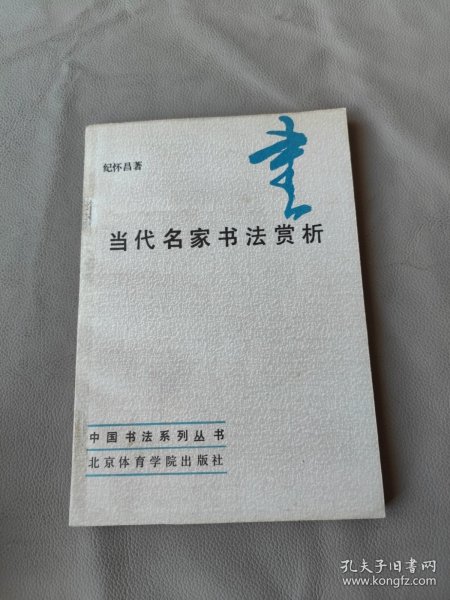 書
纪怀昌著
当代名家书法赏析
中国书法系列丛书
北京体育学院出版社
孔夫子旧书网
www.kongfz.com